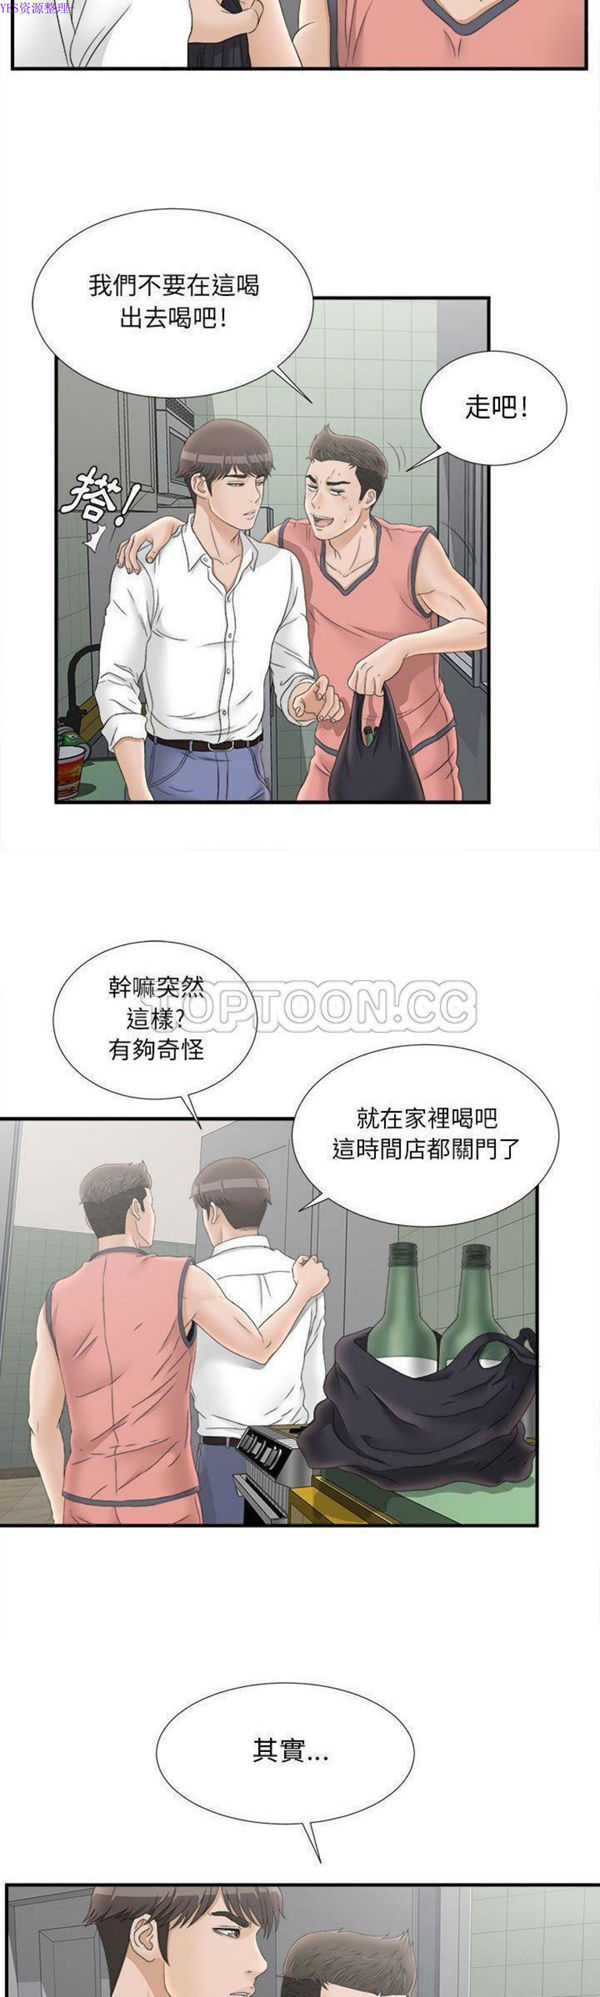 YES资源整理-
我們不要在這喝
出去喝吧!
走吧!
搭!
幹嘛突然
這樣?
有夠奇怪
TOPTOON.CC
就在家裡喝吧
這時間店都關門了
其實...